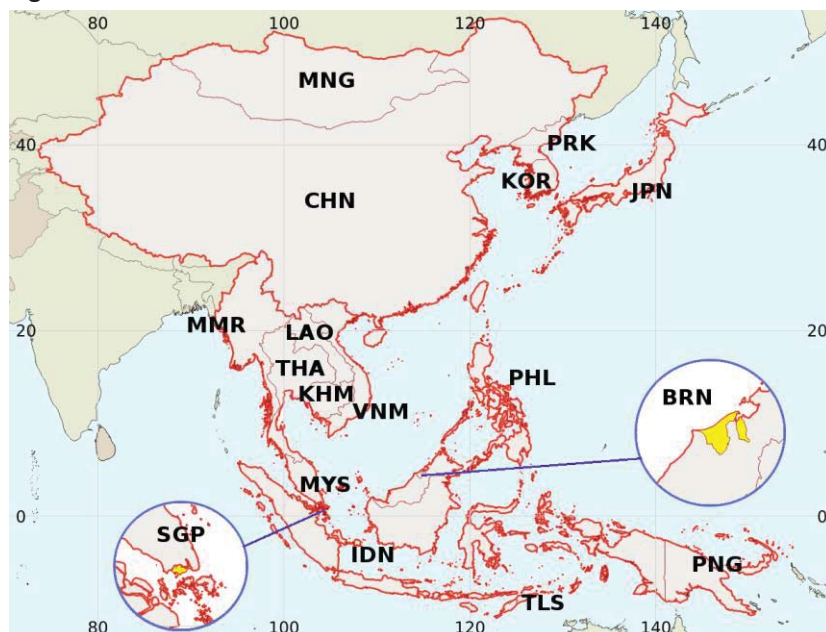 80 100 120 140
MNG
40 PRK 40
KOR
CHN JPN
20 MMR LAO 20
THA PHL
KHM BRN
VNM
MYS
0 SGP 0
IDN PNG
TLS
80 100 120 140